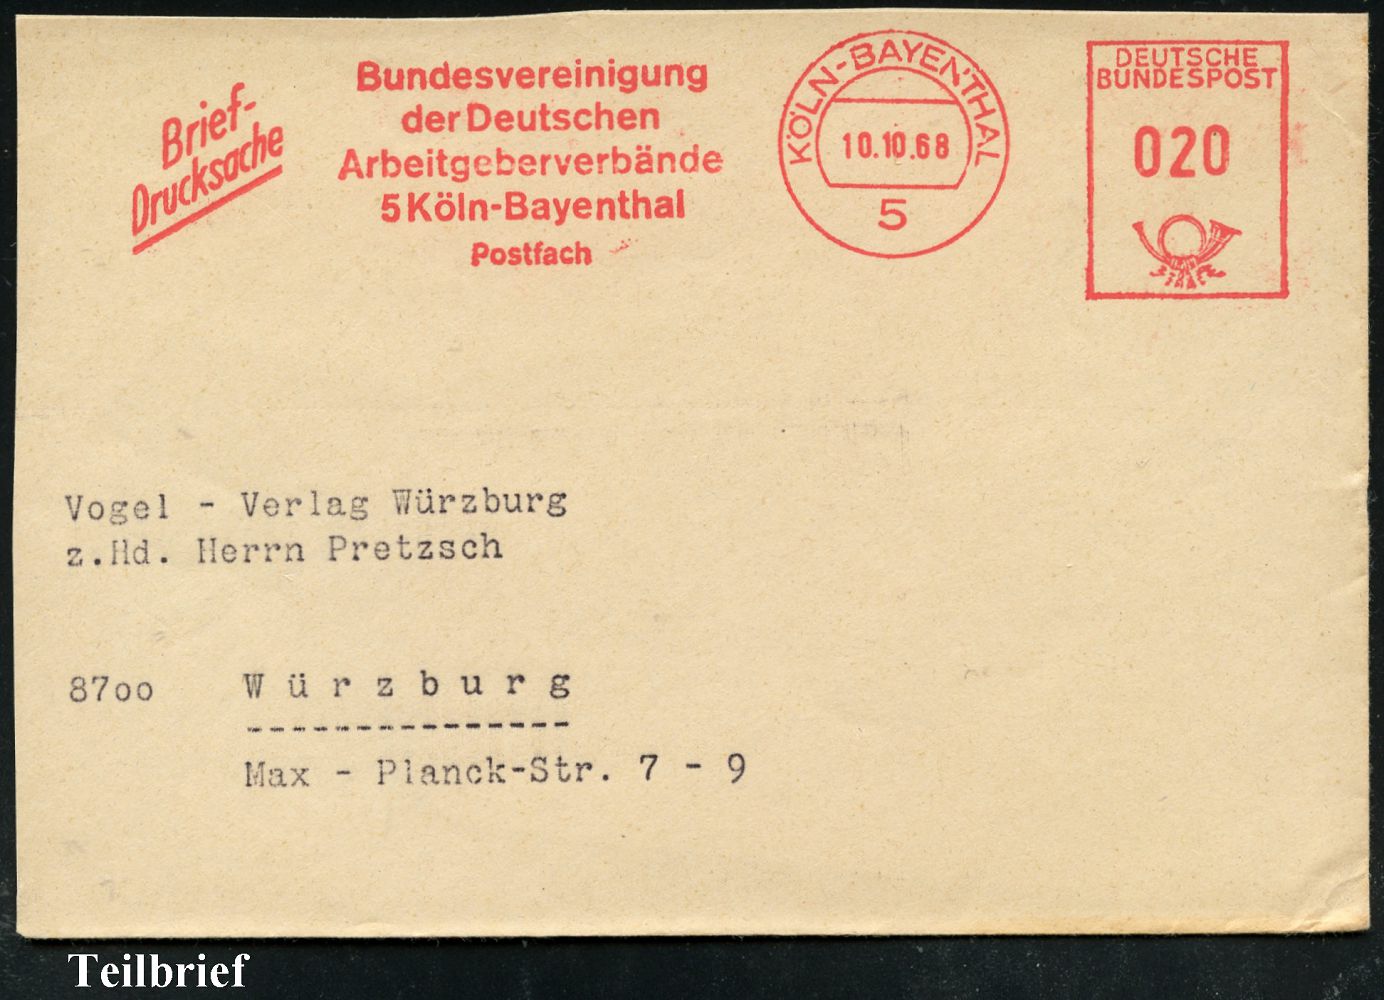 Brief-
Drucksache
Bundesvereinigung
der Deutschen
Arbeitgeberverbände
5 Köln-Bayenthal
Postfach
KÖLN-BAYENTHAL
10.10.68
5
DEUTSCHE
BUNDESPOST
020
Vogel - Verlag Würzburg
z.Hd. Herrn Pretzsch
8700 Würzburg
---------------
Max - Planck-Str. 7 - 9
Teilbrief